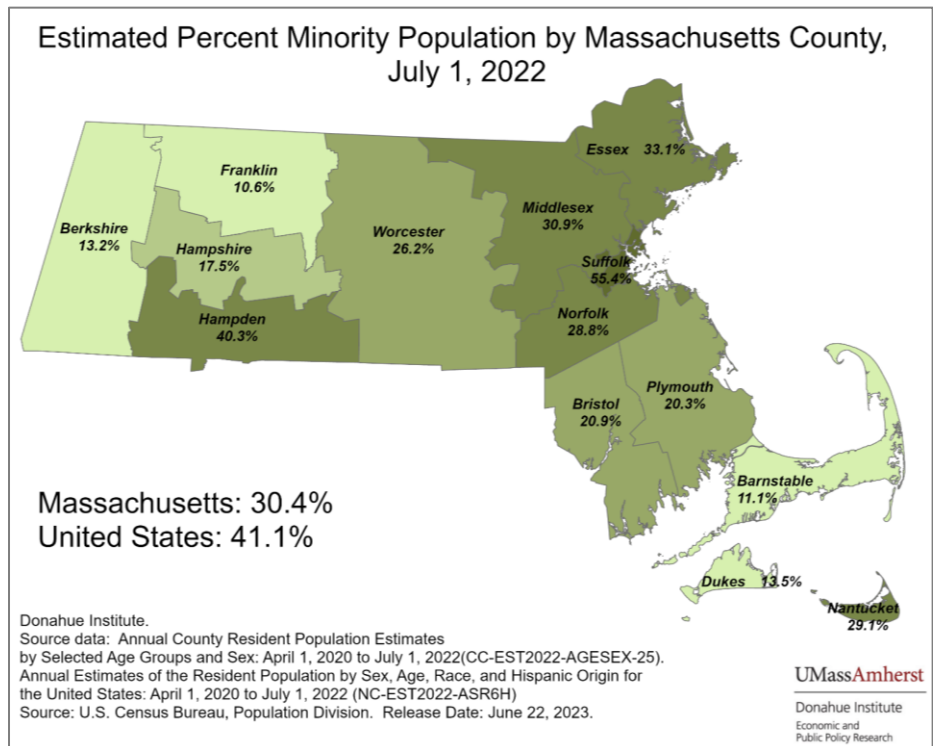 Estimated Percent Minority Population by Massachusetts County,
July 1, 2022
Essex 33.1%
Franklin
10.6%
Middlesex
30.9%
Berkshire
13.2%
Worcester
26.2%
Hampshire
17.5%
Suffolk
55.4%
Hampden
40.3%
Norfolk
28.8%
Plymouth
20.3%
Bristol
20.9%
Barnstable
11.1%
Massachusetts: 30.4%
United States: 41.1%
Dukes 13.5%
Nantucket
29.1%
Donahue Institute.
Source data: Annual County Resident Population Estimates
by Selected Age Groups and Sex: April 1, 2020 to July 1, 2022(CC-EST2022-AGESEX-25).
Annual Estimates of the Resident Population by Sex, Age, Race, and Hispanic Origin for
the United States: April 1, 2020 to July 1, 2022 (NC-EST2022-ASR6H)
Source: U.S. Census Bureau, Population Division. Release Date: June 22, 2023.
UMassAmherst
Donahue Institute
Economic and
Public Policy Research